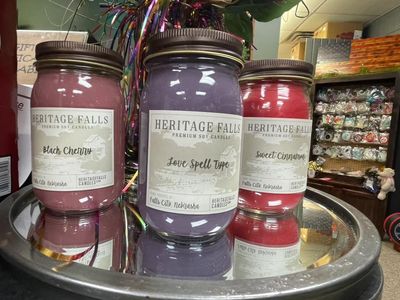 HERITAGE FALLS
PREMIUM SOY CANDLES
Black Cherry
Falls City, Nebraska
HERITAGE FALLS
PREMIUM SOY CANDLES
Love Spell Type
Falls City, Nebraska
HERITAGE FALLS
PREMIUM SOY CANDLES
Sweet Cinnamon
Falls City, Nebraska